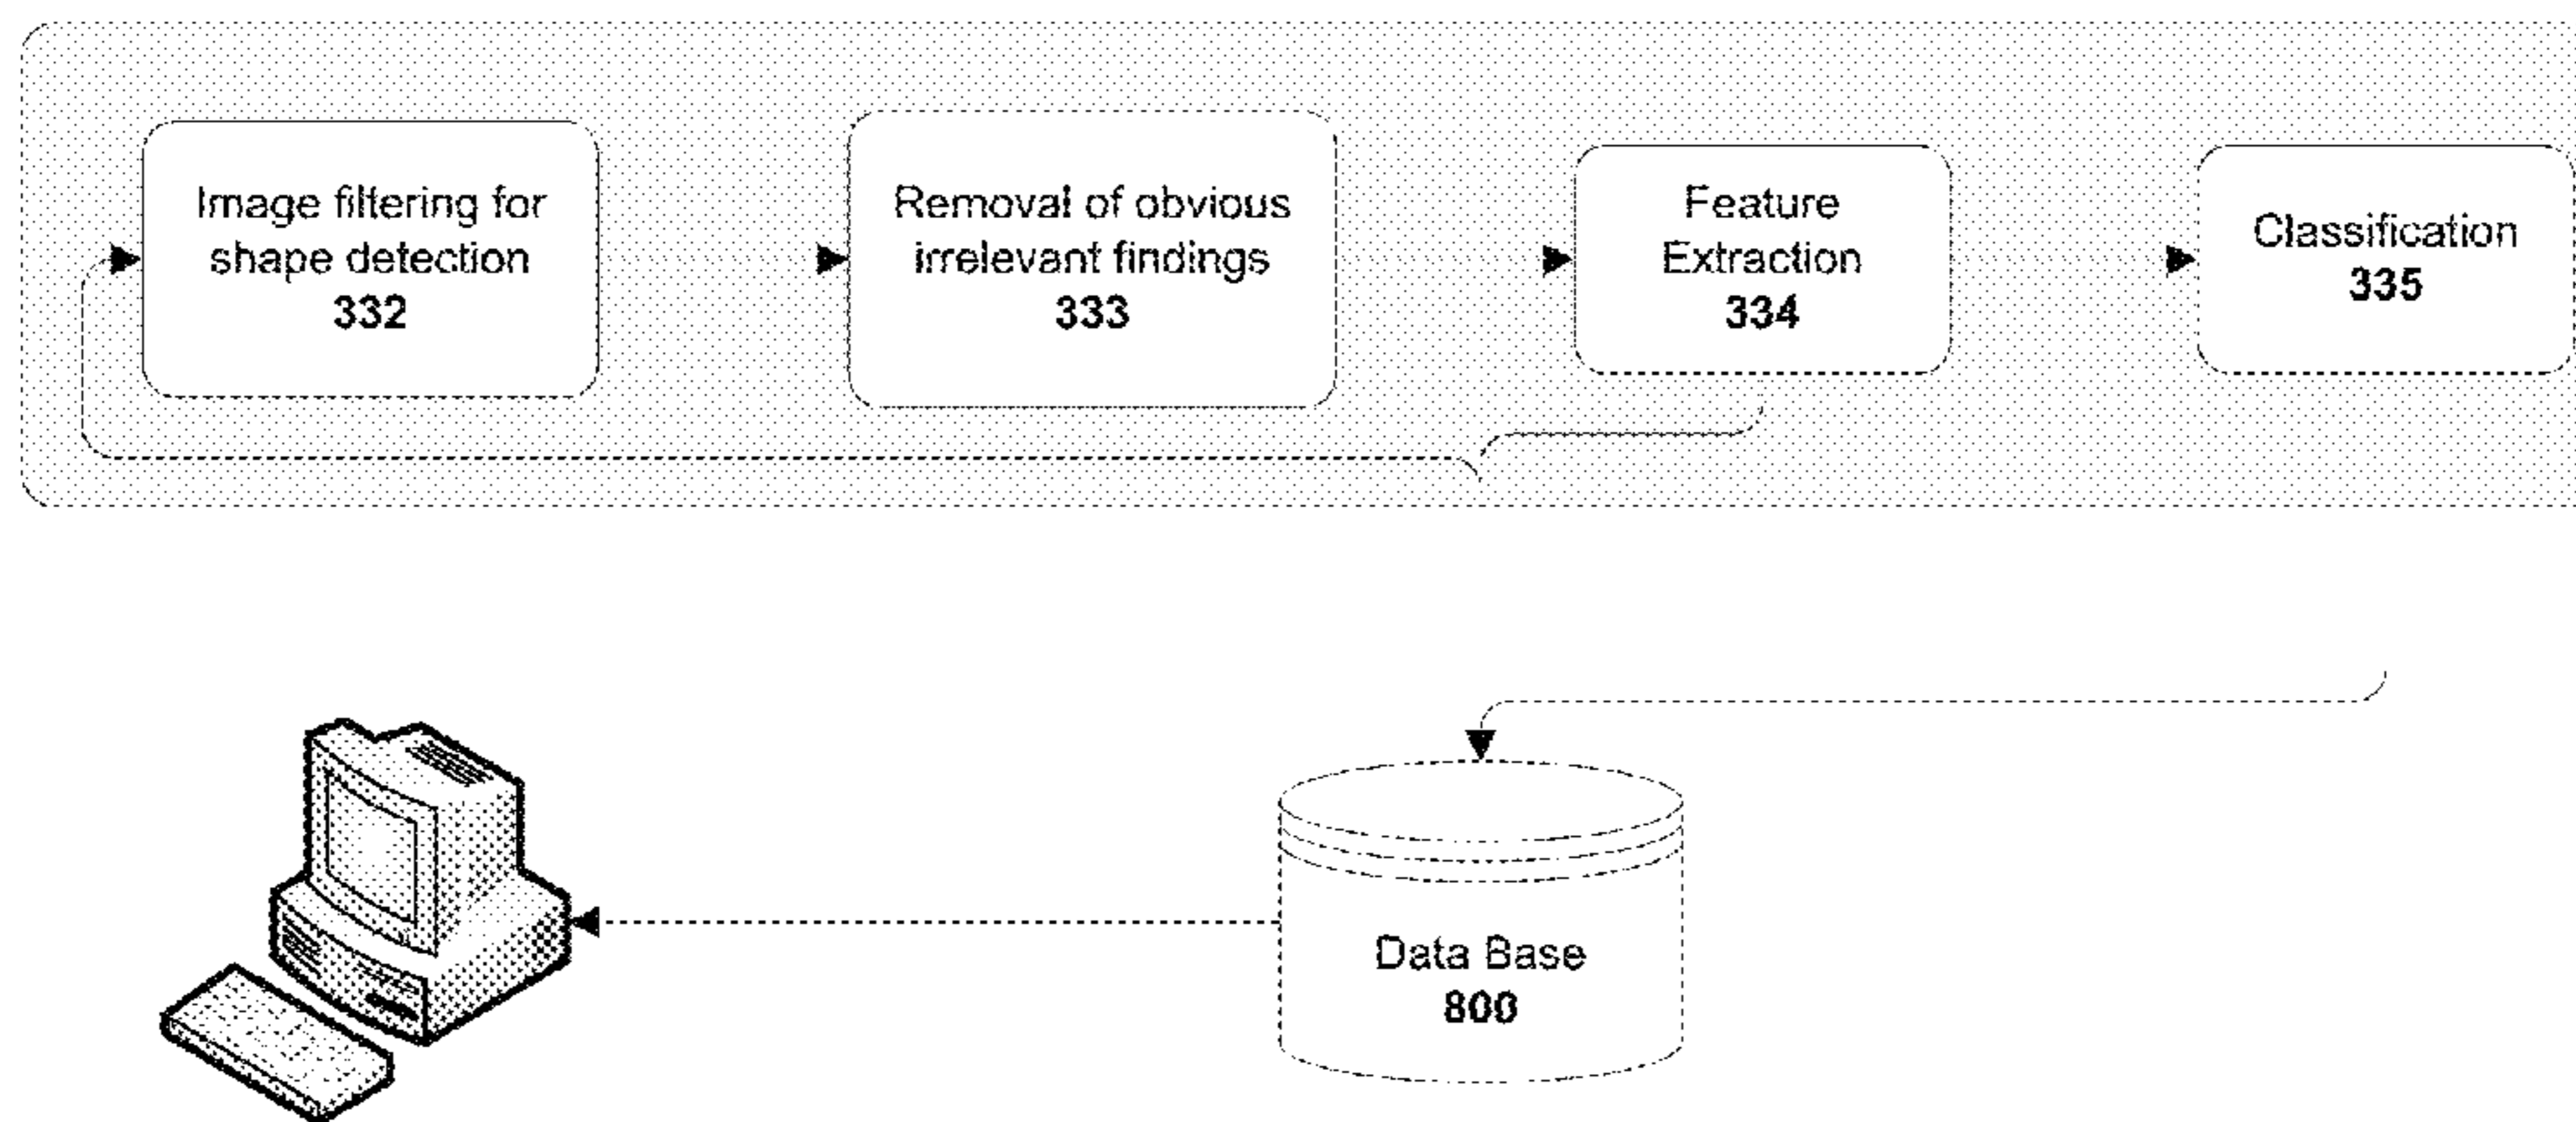 Image filtering for
shape detection
332
Removal of obvious
irrelevant findings
333
Feature
Extraction
334
Classification
335
Data Base
800